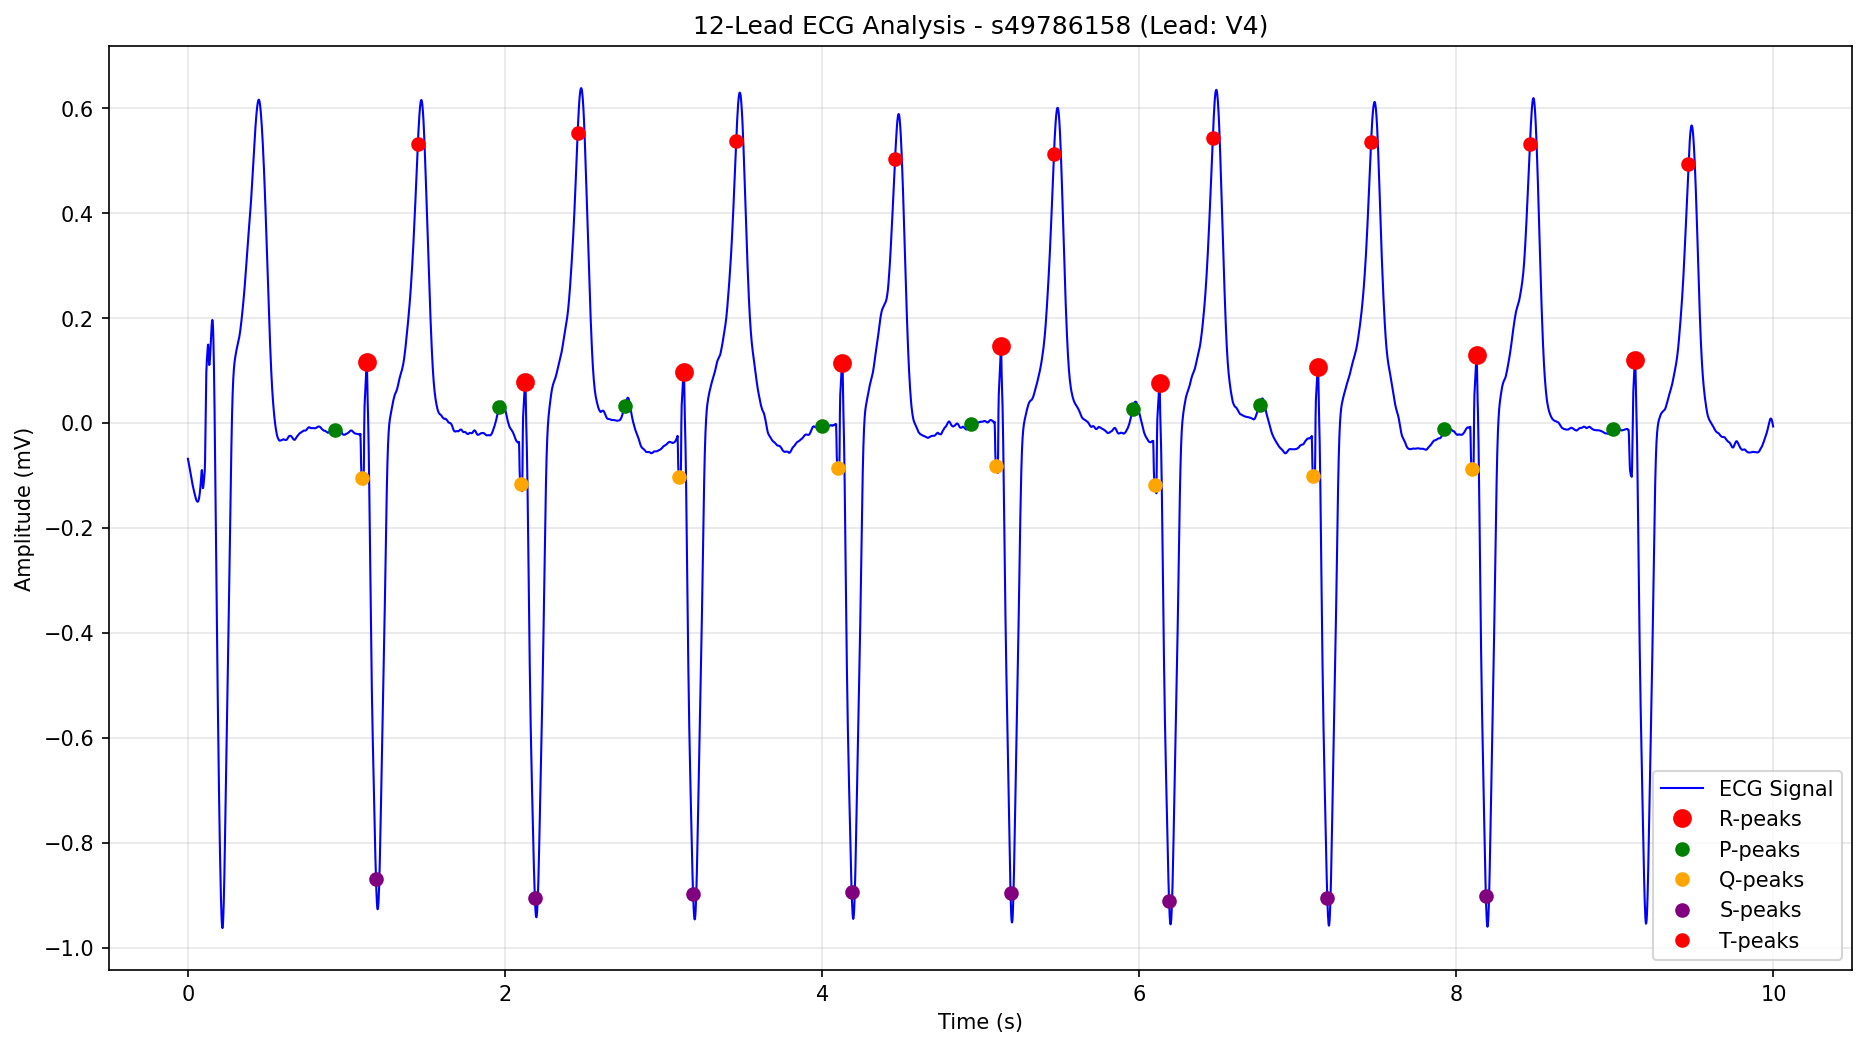 12-Lead ECG Analysis - s49786158 (Lead: V4)
Amplitude (mV)
0.6
0.4
0.2
0.0
−0.2
−0.4
−0.6
−0.8
−1.0
0 2 4 6 8 10
Time (s)
ECG Signal
R-peaks
P-peaks
Q-peaks
S-peaks
T-peaks